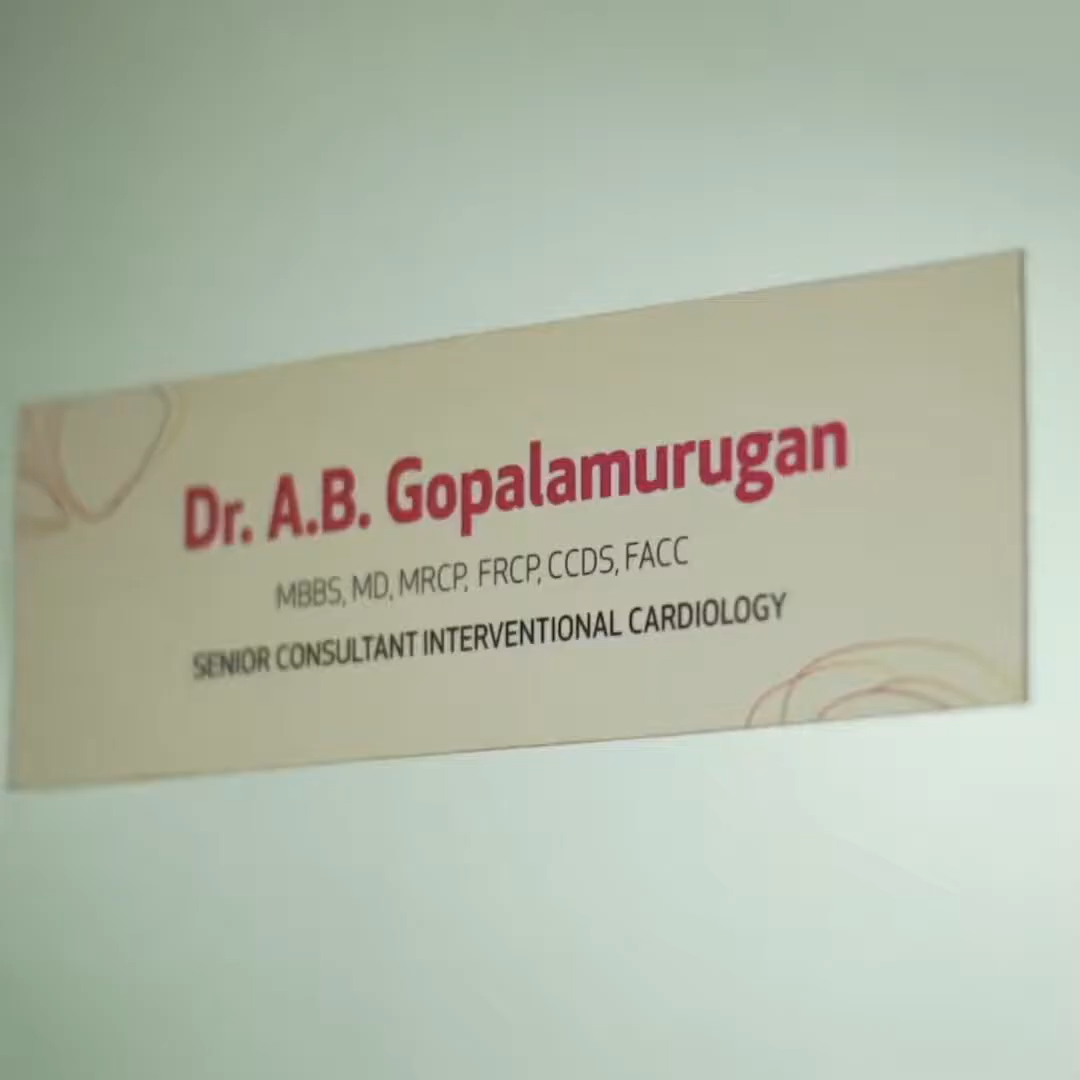 Dr. A.B. Gopalamurugan
MBBS, MD, MRCP, FRCP, CCDS, FACC
SENIOR CONSULTANT INTERVENTIONAL CARDIOLOGY